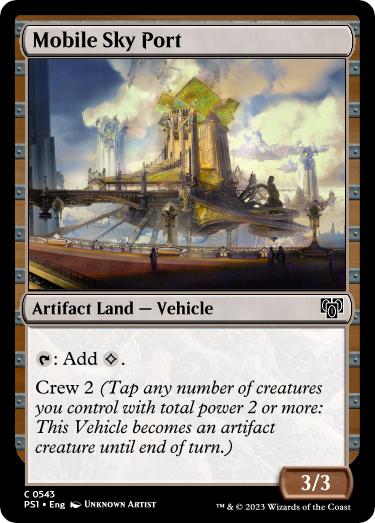 Mobile Sky Port
Artifact Land — Vehicle
: Add .
Crew 2 (Tap any number of creatures
you control with total power 2 or more:
This Vehicle becomes an artifact
creature until end of turn.)
3/3
C 0543
PS1 • Eng Unknown Artist
™ & © 2023 Wizards of the Coast